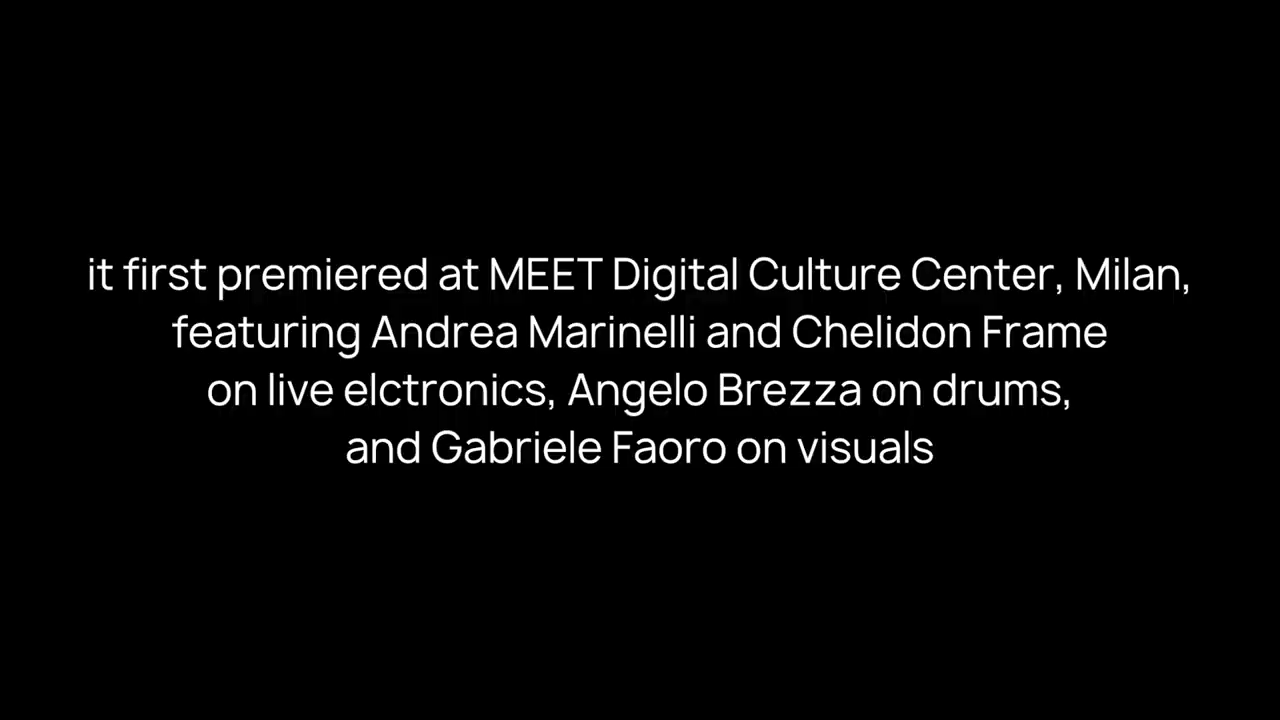 it first premiered at MEET Digital Culture Center, Milan,
featuring Andrea Marinelli and Chelidon Frame
on live elctronics, Angelo Brezza on drums,
and Gabriele Faoro on visuals